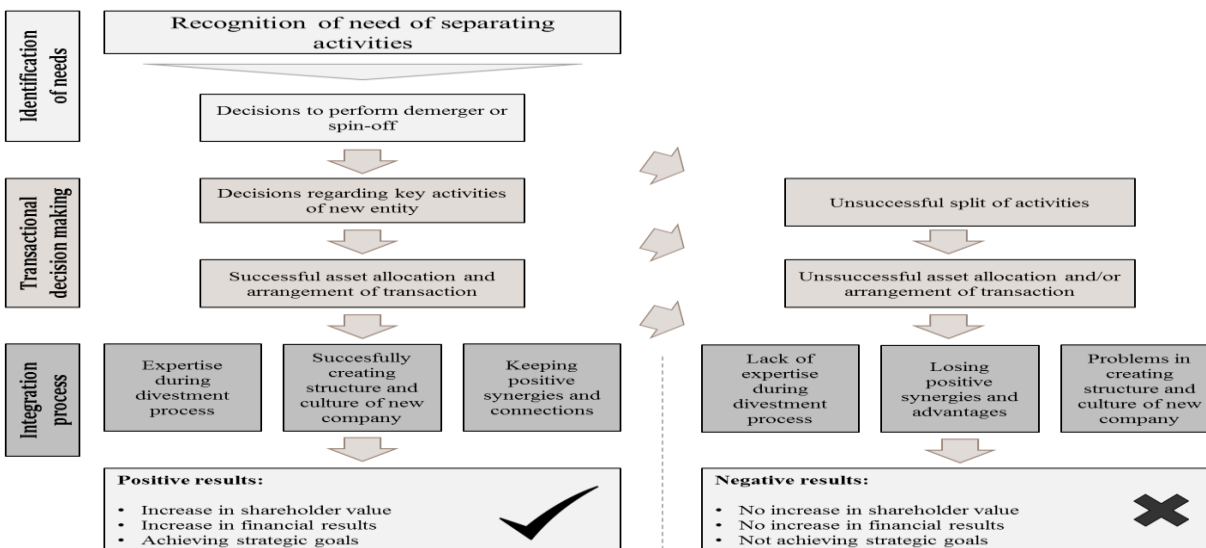 Identification
of needs
Recognition of need of separating
activities
Decisions to perform demerger or
spin-off
Transactional
decision making
Decisions regarding key activities
of new entity
Successful asset allocation and
arrangement of transaction
Unsuccessful split of activities
Unssuccessful asset allocation and/or
arrangement of transaction
Integration
process
Expertise
during
divestment
process
Succesfully
creating
structure and
culture of new
company
Keeping
positive
synergies and
connections
Lack of
expertise
during
divestment
process
Losing
positive
synergies and
advantages
Problems in
creating
structure and
culture of new
company
Positive results:
• Increase in shareholder value
• Increase in financial results
• Achieving strategic goals
Negative results:
• No increase in shareholder value
• No increase in financial results
• Not achieving strategic goals